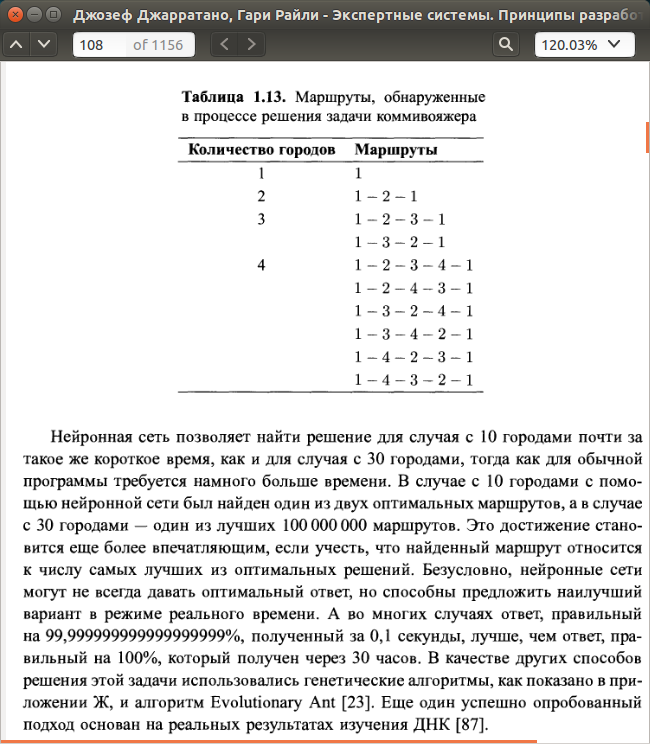 Джозеф Джарратано, Гари Райли - Экспертные системы. Принципы разработ
108 of 1156
120.03%
Таблица 1.13. Маршруты, обнаруженные
в процессе решения задачи коммивояжера
Количество городов Маршруты
1 1
2 1 – 2 – 1
3 1 – 2 – 3 – 1
1 – 3 – 2 – 1
4 1 – 2 – 3 – 4 – 1
1 – 2 – 4 – 3 – 1
1 – 3 – 2 – 4 – 1
1 – 3 – 4 – 2 – 1
1 – 4 – 2 – 3 – 1
1 – 4 – 3 – 2 – 1
Нейронная сеть позволяет найти решение для случая с 10 городами почти за
такое же короткое время, как и для случая с 30 городами, тогда как для обычной
программы требуется намного больше времени. В случае с 10 городами с помо-
щью нейронной сети был найден один из двух оптимальных маршрутов, а в случае
с 30 городами — один из лучших 100 000 000 маршрутов. Это достижение стано-
вится еще более впечатляющим, если учесть, что найденный маршрут относится
к числу самых лучших из оптимальных решений. Безусловно, нейронные сети
могут не всегда давать оптимальный ответ, но способны предложить наилучший
вариант в режиме реального времени. А во многих случаях ответ, правильный
на 99,9999999999999999999%, полученный за 0,1 секунды, лучше, чем ответ, пра-
вильный на 100%, который получен через 30 часов. В качестве других способов
решения этой задачи использовались генетические алгоритмы, как показано в при-
ложении Ж, и алгоритм Evolutionary Ant [23]. Еще один успешно опробованный
подход основан на реальных результатах изучения ДНК [87].